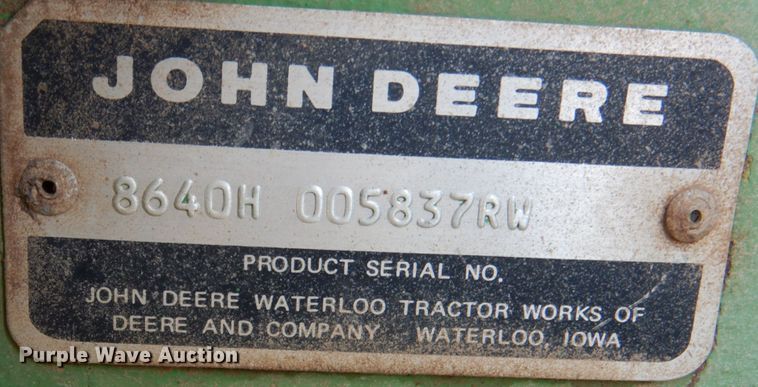 JOHN DEERE
8640H 005837RW
PRODUCT SERIAL NO.
JOHN DEERE WATERLOO TRACTOR WORKS OF
DEERE AND COMPANY WATERLOO, IOWA
Purple Wave Auction